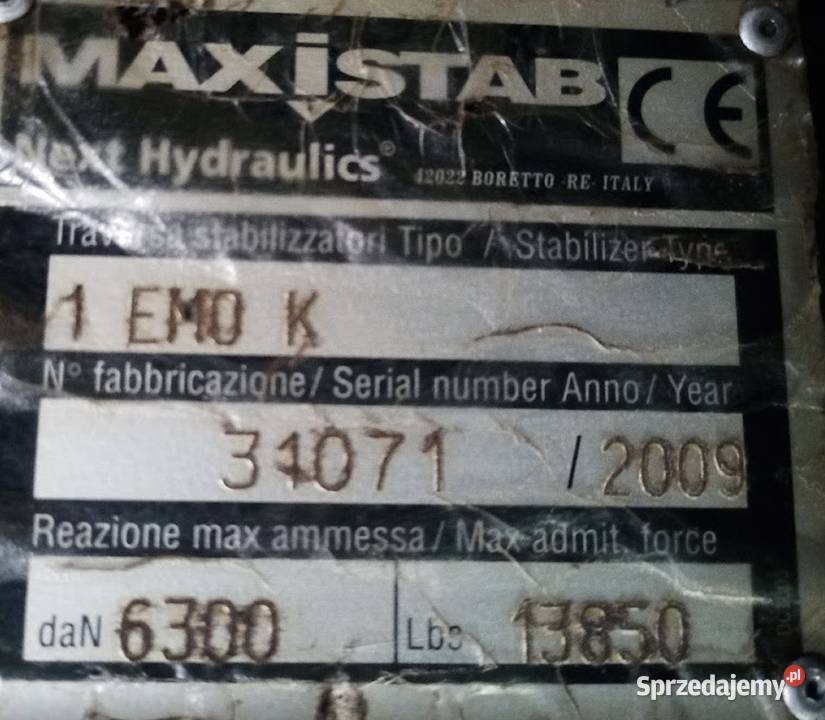 MAXiSTAB CE
Next Hydraulics© 42022 BORETTO -RE- ITALY
Traversa stabilizzatori Tipo / Stabilizer Type
1 EMO K
N° fabbricazione / Serial number Anno / Year
31071 / 2009
Reazione max ammessa / Max admit. force
daN 6300 Lbs 13850
Sprzedajemy.pl